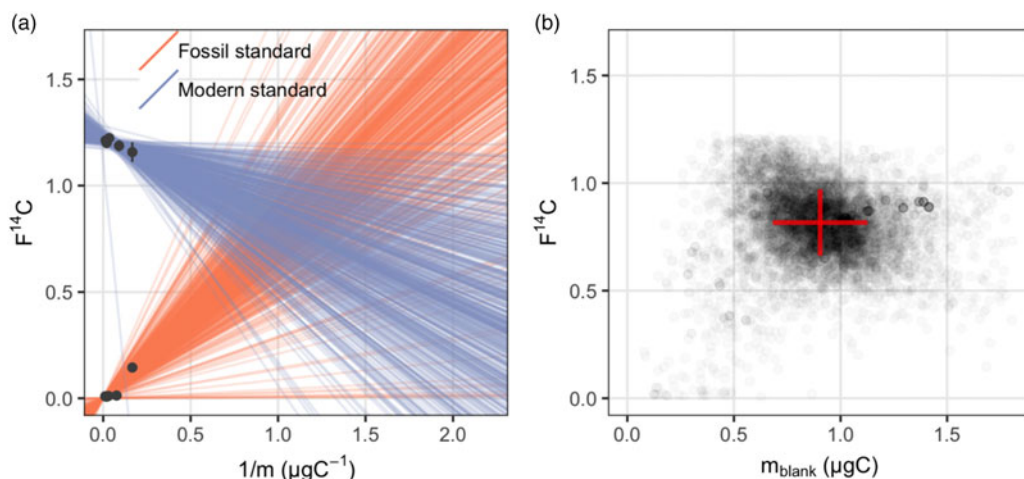 (a)
Fossil standard
Modern standard
1.5
1.0
0.5
0.0
F¹⁴C
0.0 0.5 1.0 1.5 2.0
1/m (µgC⁻¹)
(b)
1.5
1.0
0.5
0.0
F¹⁴C
0.0 0.5 1.0 1.5
m_blank (µgC)